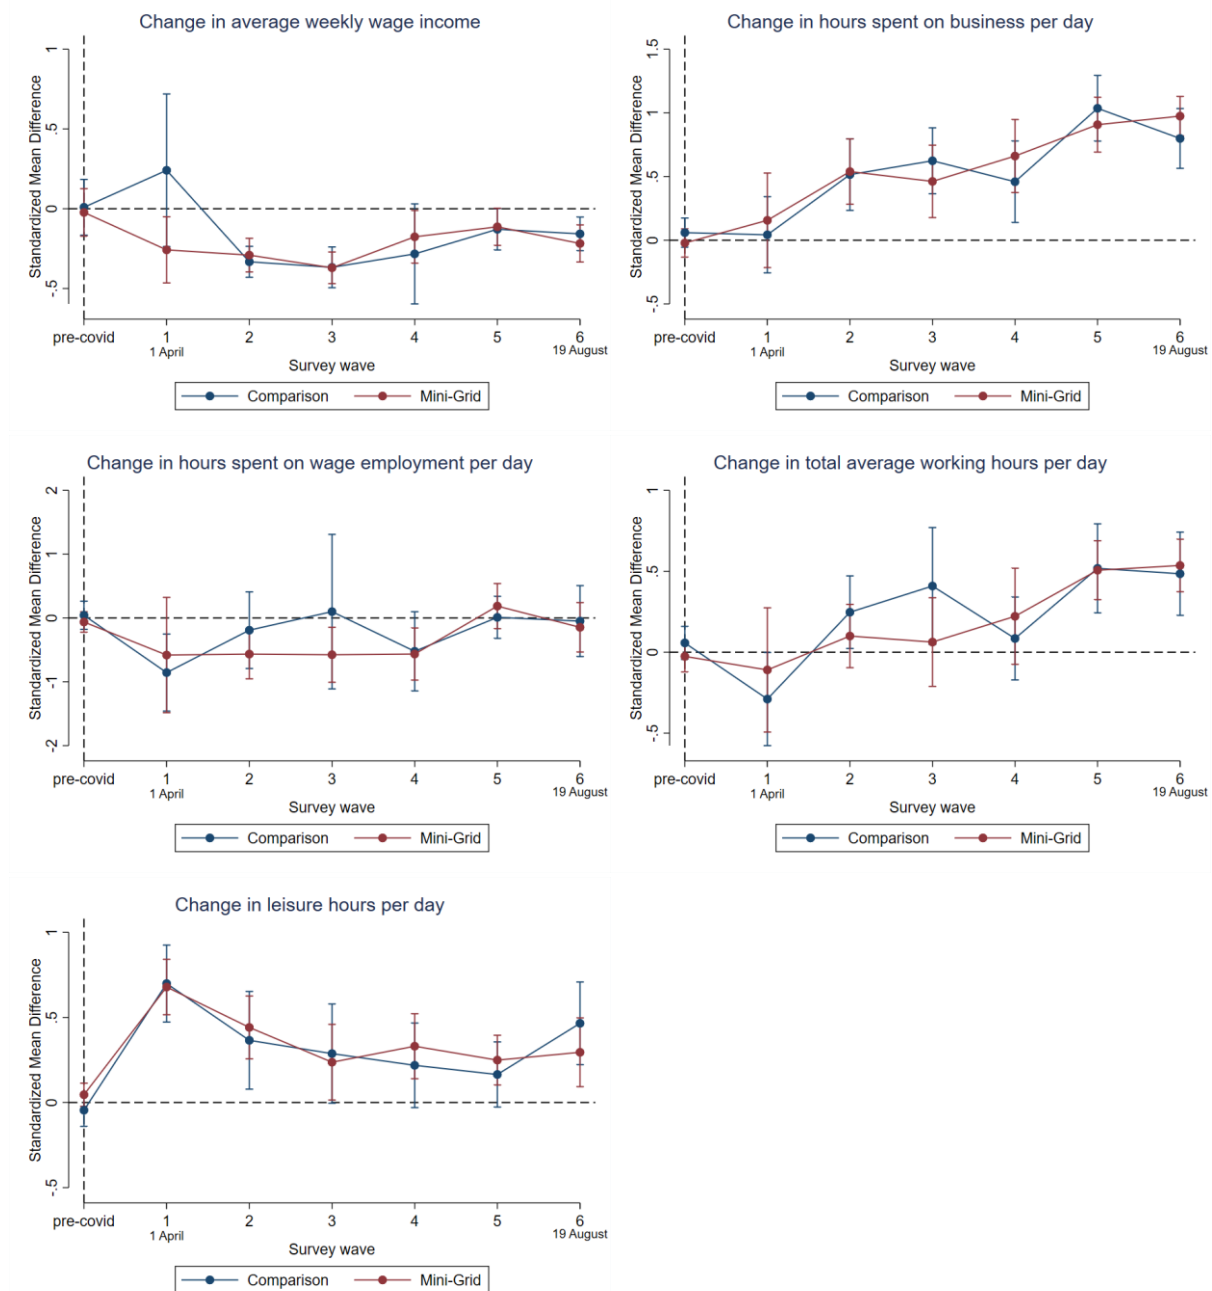 Change in average weekly wage income
Standardized Mean Difference
1
.5
0
-.5
pre-covid 1 2 3 4 5 6
1 April 19 August
Survey wave
Comparison Mini-Grid
Change in hours spent on business per day
Standardized Mean Difference
1.5
1
.5
0
-.5
pre-covid 1 2 3 4 5 6
1 April 19 August
Survey wave
Comparison Mini-Grid
Change in hours spent on wage employment per day
Standardized Mean Difference
2
1
0
-1
-2
pre-covid 1 2 3 4 5 6
1 April 19 August
Survey wave
Comparison Mini-Grid
Change in total average working hours per day
Standardized Mean Difference
1
.5
0
-.5
pre-covid 1 2 3 4 5 6
1 April 19 August
Survey wave
Comparison Mini-Grid
Change in leisure hours per day
Standardized Mean Difference
1
.5
0
-.5
pre-covid 1 2 3 4 5 6
1 April 19 August
Survey wave
Comparison Mini-Grid